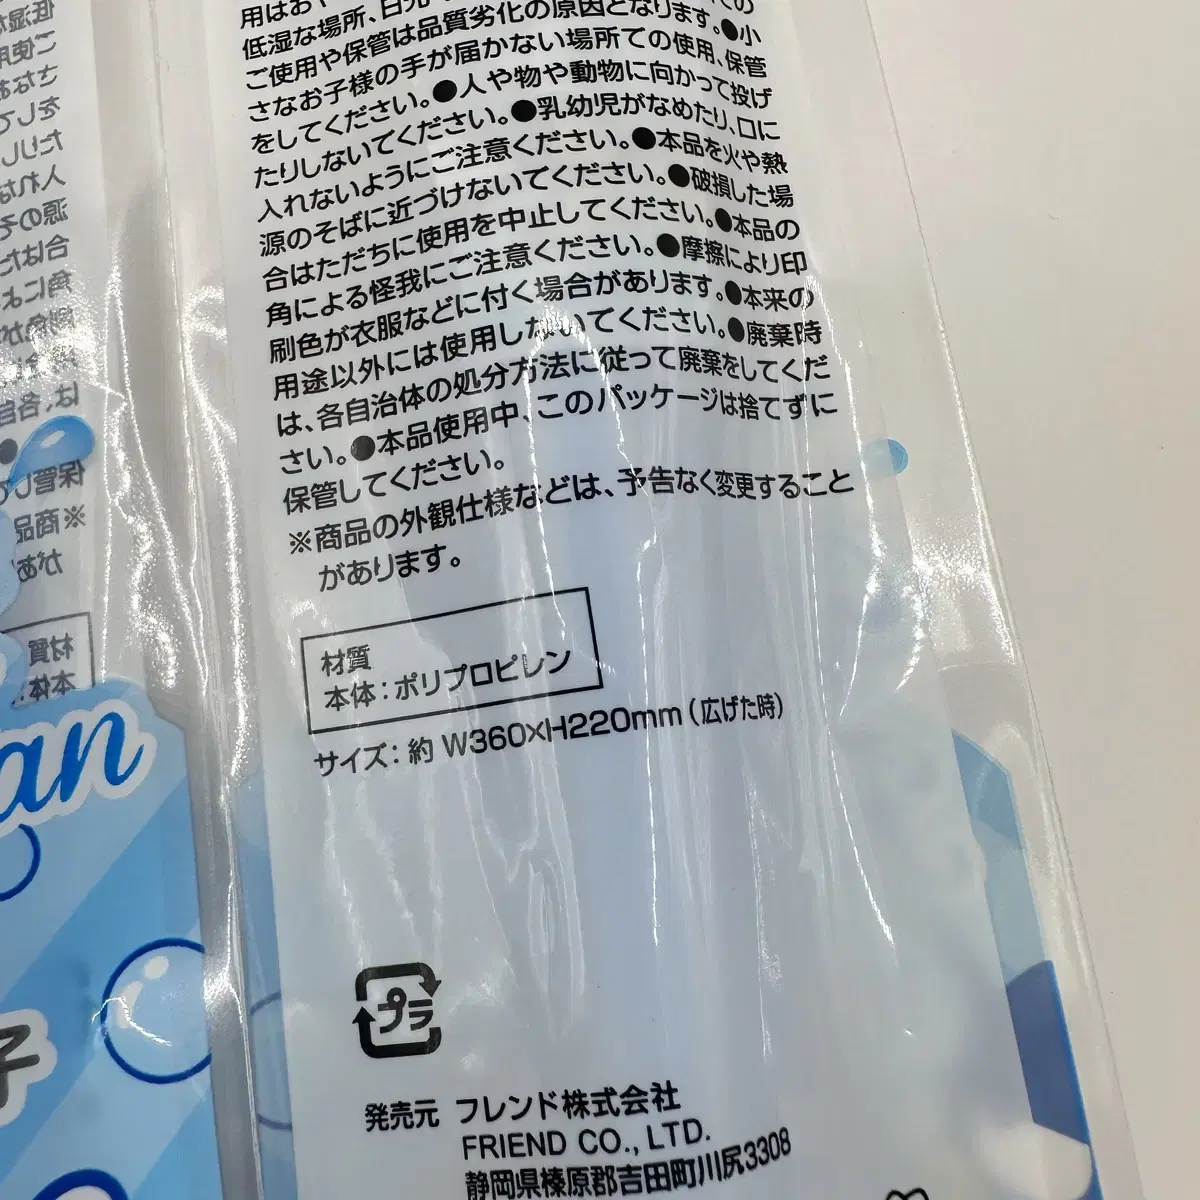 低湿な場所、日光
ご使用や保管は品質劣化の原因となります。●小
さなお子様の手が届かない場所での使用、保管
をしてください。●人や物や動物に向かって投げ
たりしないてください。●乳幼児がなめたり、口に
入れないようにご注意ください。●本品を火や熱
源のそばに近づけないてください。●破損した場
合はただちに使用を中止してください。●本品の
角による怪我にご注意ください。●摩擦により印
刷色が衣服などに付く場合があります。●本来の
用途以外には使用しないてください。●廃棄時
は、各自治体の処分方法に従って廃棄をしてくだ
さい。●本品使用中、このパッケージは捨てずに
保管してください。
※商品の外観仕様などは、予告なく変更すること
があります。
材質
本体：ポリプロピレン
サイズ：約 W360×H220mm（広げた時）
an
子
プラ
発売元 フレンド株式会社
FRIEND CO., LTD.
静岡県榛原郡吉田町川尻3308